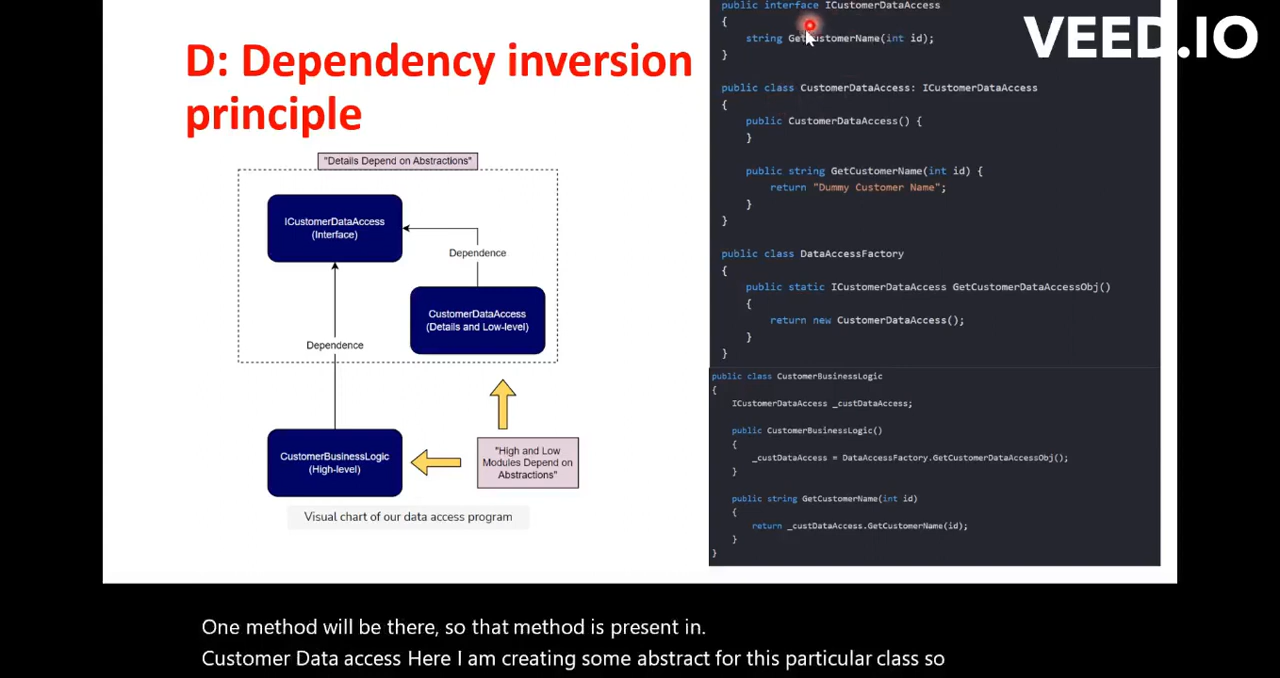 D: Dependency inversion
principle
"Details Depend on Abstractions"
ICustomerDataAccess
(Interface)
Dependence
CustomerDataAccess
(Details and Low-level)
Dependence
CustomerBusinessLogic
(High-level)
"High and Low
Modules Depend on
Abstractions"
Visual chart of our data access program
public interface ICustomerDataAccess
{
string GetCustomerName(int id);
}
public class CustomerDataAccess: ICustomerDataAccess
{
public CustomerDataAccess() {
}
public string GetCustomerName(int id) {
return "Dummy Customer Name";
}
}
public class DataAccessFactory
{
public static ICustomerDataAccess GetCustomerDataAccessObj()
{
return new CustomerDataAccess();
}
}
public class CustomerBusinessLogic
{
ICustomerDataAccess _custDataAccess;
public CustomerBusinessLogic()
{
_custDataAccess = DataAccessFactory.GetCustomerDataAccessObj();
}
public string GetCustomerName(int id)
{
return _custDataAccess.GetCustomerName(id);
}
}
VEED.IO
One method will be there, so that method is present in.
Customer Data access Here I am creating some abstract for this particular class so